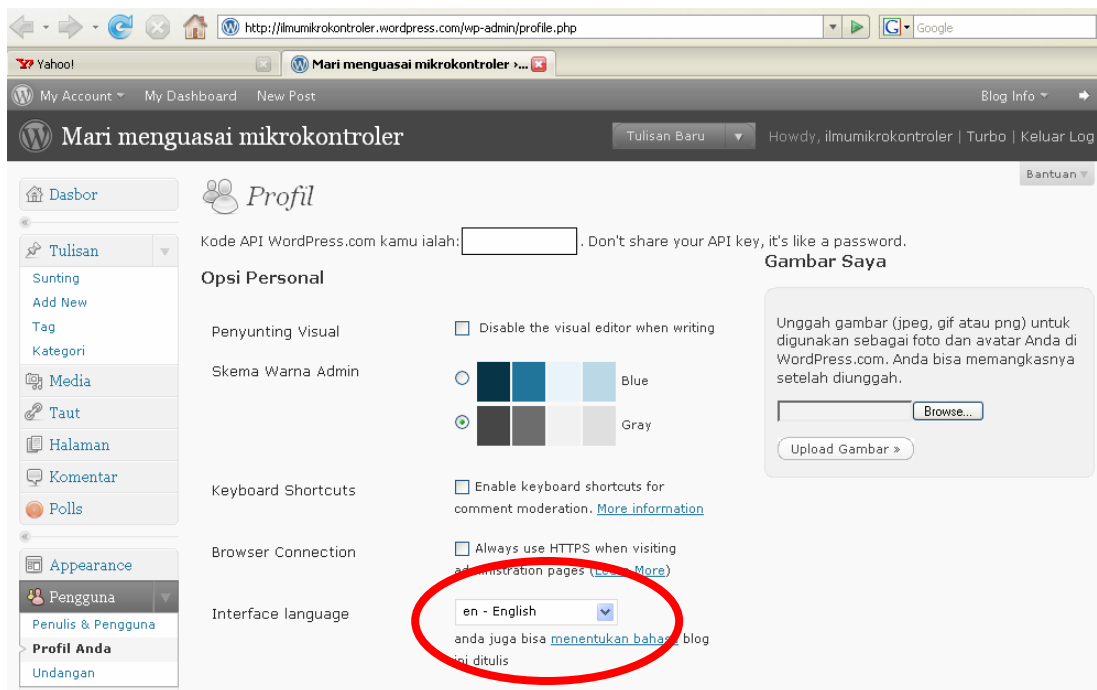 http://ilmumikrokontroler.wordpress.com/wp-admin/profile.php
Google
Yahoo!
Mari menguasai mikrokontroler ›...
My Account
My Dashboard
New Post
Blog Info
Mari menguasai mikrokontroler
Tulisan Baru
Howdy, ilmumikrokontroler | Turbo | Keluar Log
Bantuan
Dasbor
Tulisan
Sunting
Add New
Tag
Kategori
Media
Taut
Halaman
Komentar
Polls
Appearance
Pengguna
Penulis & Pengguna
Profil Anda
Undangan
Profil
Kode API WordPress.com kamu ialah: . Don't share your API key, it's like a password.
Opsi Personal
Penyunting Visual
Disable the visual editor when writing
Skema Warna Admin
Blue
Gray
Keyboard Shortcuts
Enable keyboard shortcuts for
comment moderation. More information
Browser Connection
Always use HTTPS when visiting
administration pages (Learn More)
Interface language
en - English
anda juga bisa menentukan bahasa blog
ini ditulis
Gambar Saya
Unggah gambar (jpeg, gif atau png) untuk
digunakan sebagai foto dan avatar Anda di
WordPress.com. Anda bisa memangkasnya
setelah diunggah.
Browse...
Upload Gambar »